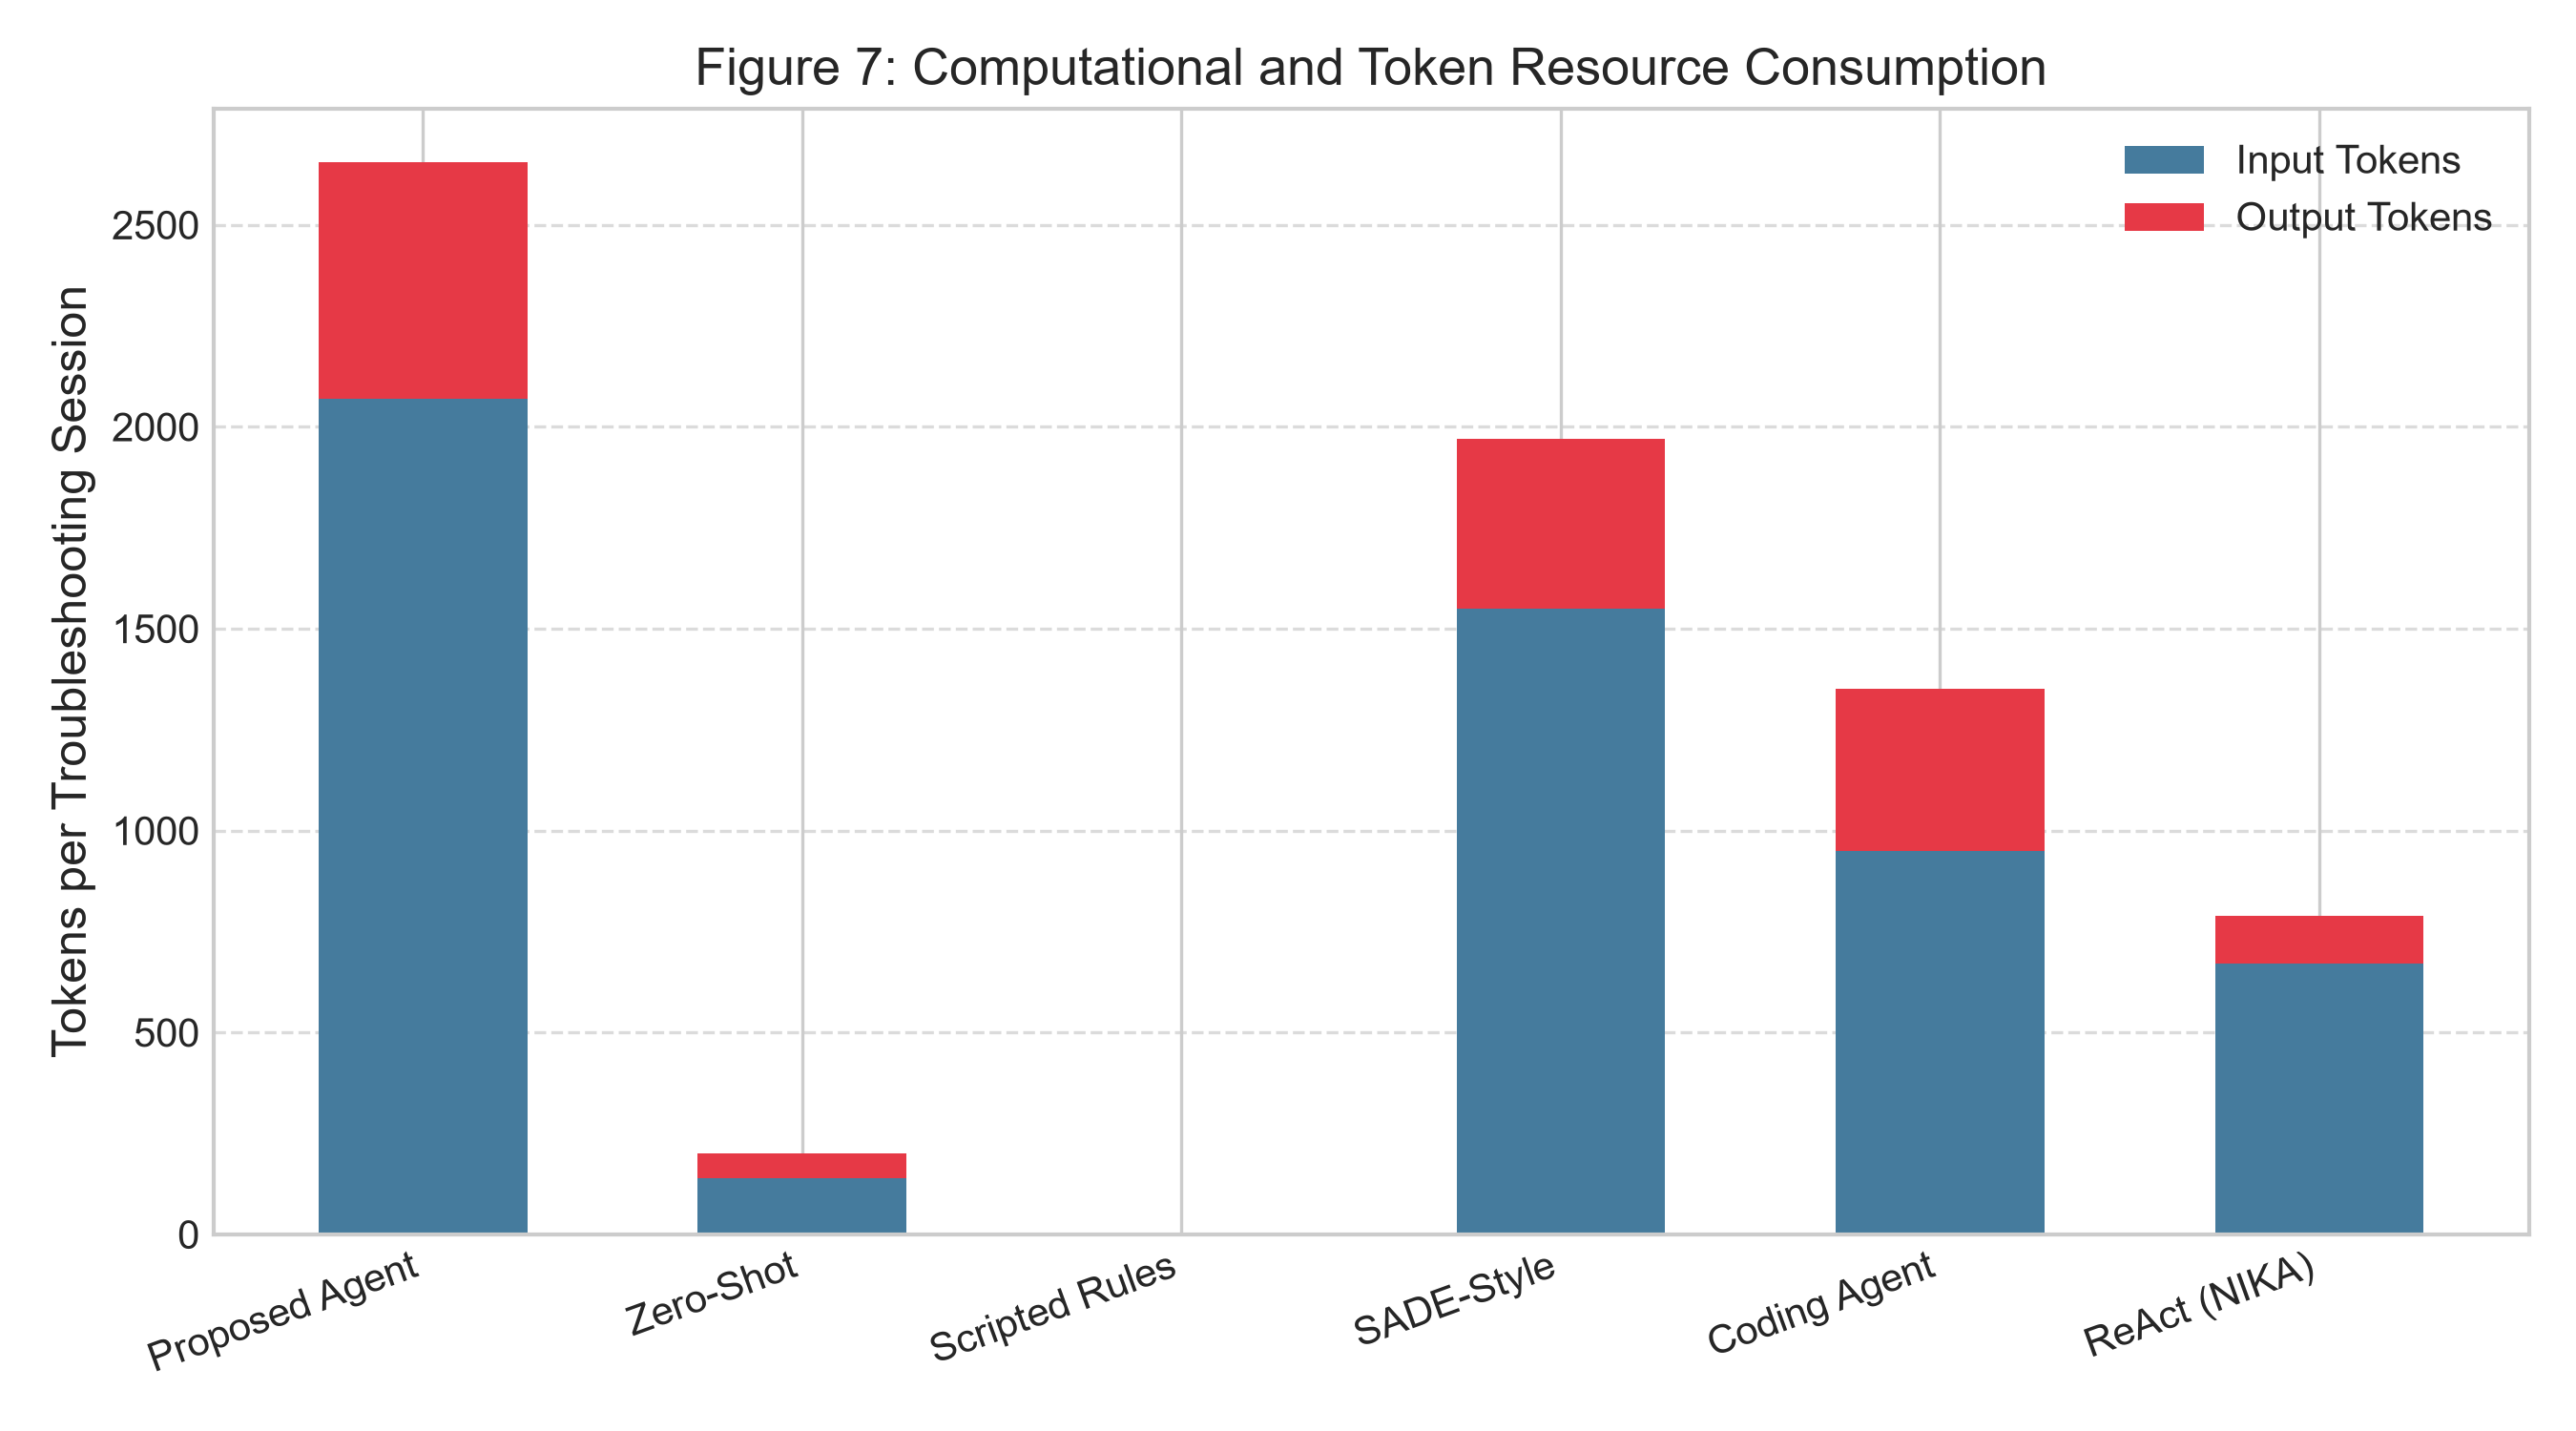 Figure 7: Computational and Token Resource Consumption
Input Tokens
Output Tokens
Tokens per Troubleshooting Session
2500
2000
1500
1000
500
0
Proposed Agent
Zero-Shot
Scripted Rules
SADE-Style
Coding Agent
ReAct (NIKA)